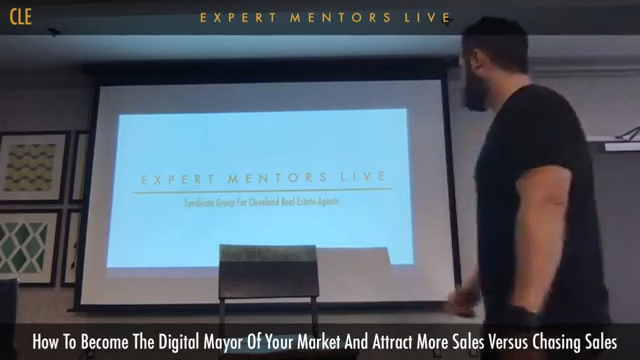 CLE
EXPERT MENTORS LIVE
EXPERT MENTORS LIVE
Syndicate Group For Cleveland Real Estate Agents
How To Become The Digital Mayor Of Your Market And Attract More Sales Versus Chasing Sales